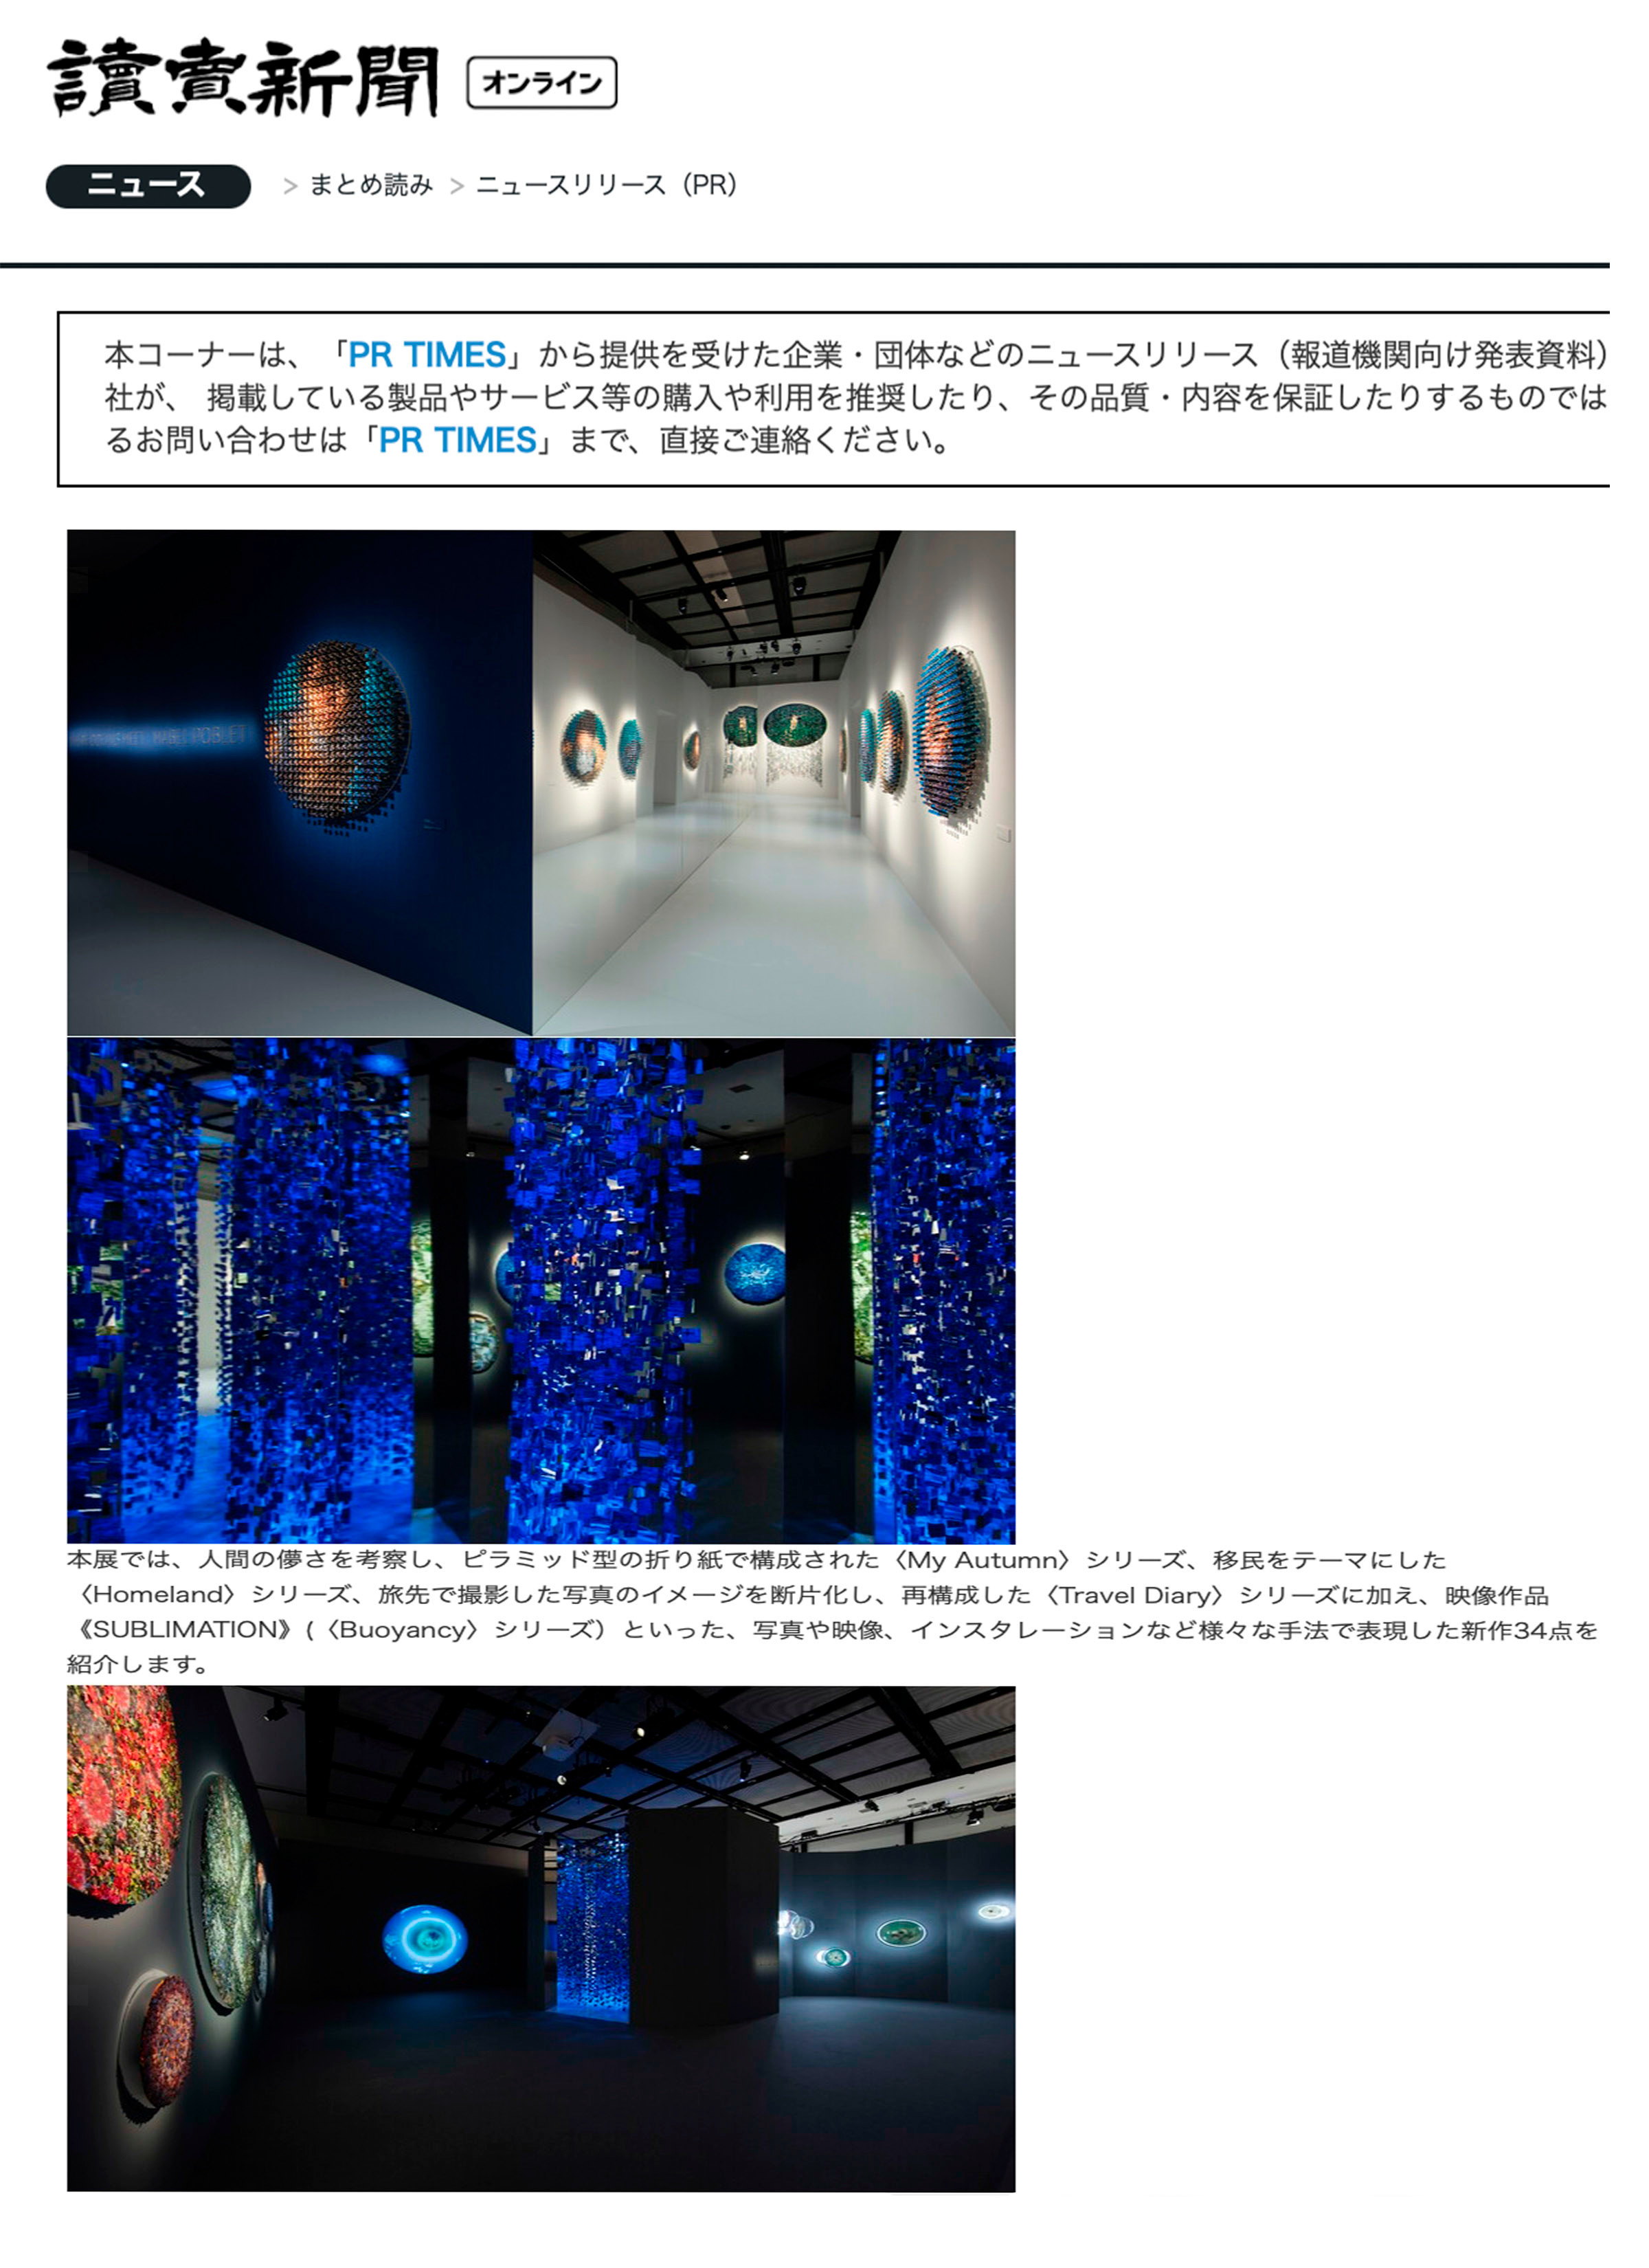 讀賣新聞 オンライン
ニュース > まとめ読み > ニュースリリース（PR）
本コーナーは、「PR TIMES」から提供を受けた企業・団体などのニュースリリース（報道機関向け発表資料）
社が、 掲載している製品やサービス等の購入や利用を推奨したり、その品質・内容を保証したりするものでは
るお問い合わせは「PR TIMES」まで、直接ご連絡ください。
POBLET
本展では、人間の儚さを考察し、ピラミッド型の折り紙で構成された〈My Autumn〉シリーズ、移民をテーマにした
〈Homeland〉シリーズ、旅先で撮影した写真のイメージを断片化し、再構成した〈Travel Diary〉シリーズに加え、映像作品
《SUBLIMATION》(〈Buoyancy〉シリーズ）といった、写真や映像、インスタレーションなど様々な手法で表現した新作34点を
紹介します。